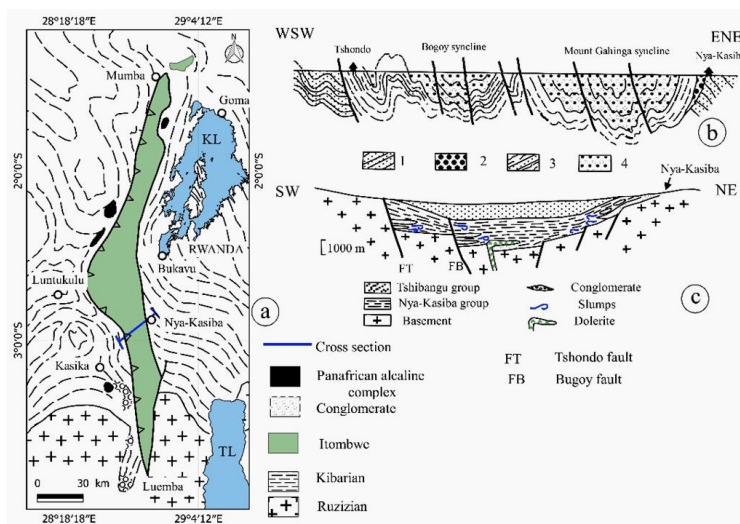 28°18'18"E
29°4'12"E
Mumba
Goma
KL
2°0'0"S
2°0'0"S
RWANDA
Bukavu
Luntukulu
Nya-Kasiba
3°0'0"S
Kasika
TL
0 30 km
Luemba
28°18'18"E
29°4'12"E
a
Cross section
Panafrican alcaline
complex
Conglomerate
Itombwe
Kibarian
Ruzizian
WSW
ENE
Tshondo
Bogoy syncline
Mount Gahinga syncline
Nya-Kasiba
b
1
2
3
4
SW
Nya-Kasiba
NE
1000 m
FT
FB
c
Tshibangu group
Nya-Kasiba group
Basement
Conglomerate
Slumps
Dolerite
FT Tshondo fault
FB Bugoy fault